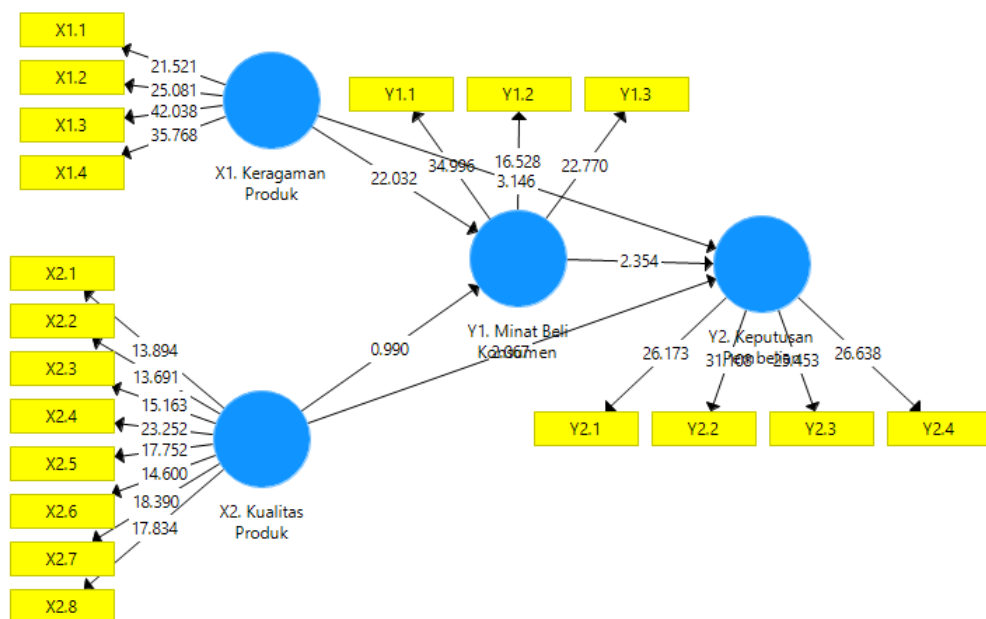 X1.1
X1.2
X1.3
X1.4
21.521
25.081
42.038
35.768
X1. Keragaman
Produk
Y1.1
Y1.2
Y1.3
34.996
16.528
22.770
3.146
22.032
2.354
Y1. Minat Beli
Konsumen
Y2. Keputusan
Pembelian
26.173
31.108
26.638
Y2.1
Y2.2
Y2.3
Y2.4
X2.1
X2.2
X2.3
X2.4
X2.5
X2.6
X2.7
X2.8
13.894
13.691
15.163
23.252
17.752
14.600
18.390
17.834
0.990
X2. Kualitas
Produk